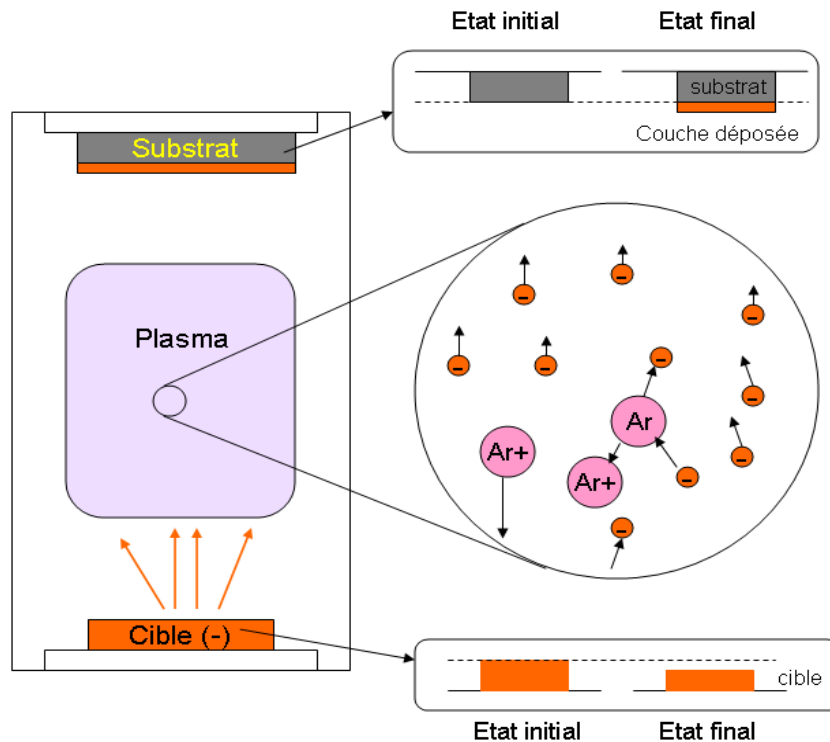 Etat initial Etat final
substrat
Couche déposée
Substrat
Plasma
-
-
-
-
-
-
-
-
-
-
Ar
Ar+
Ar+
Cible (-)
cible
Etat initial Etat final